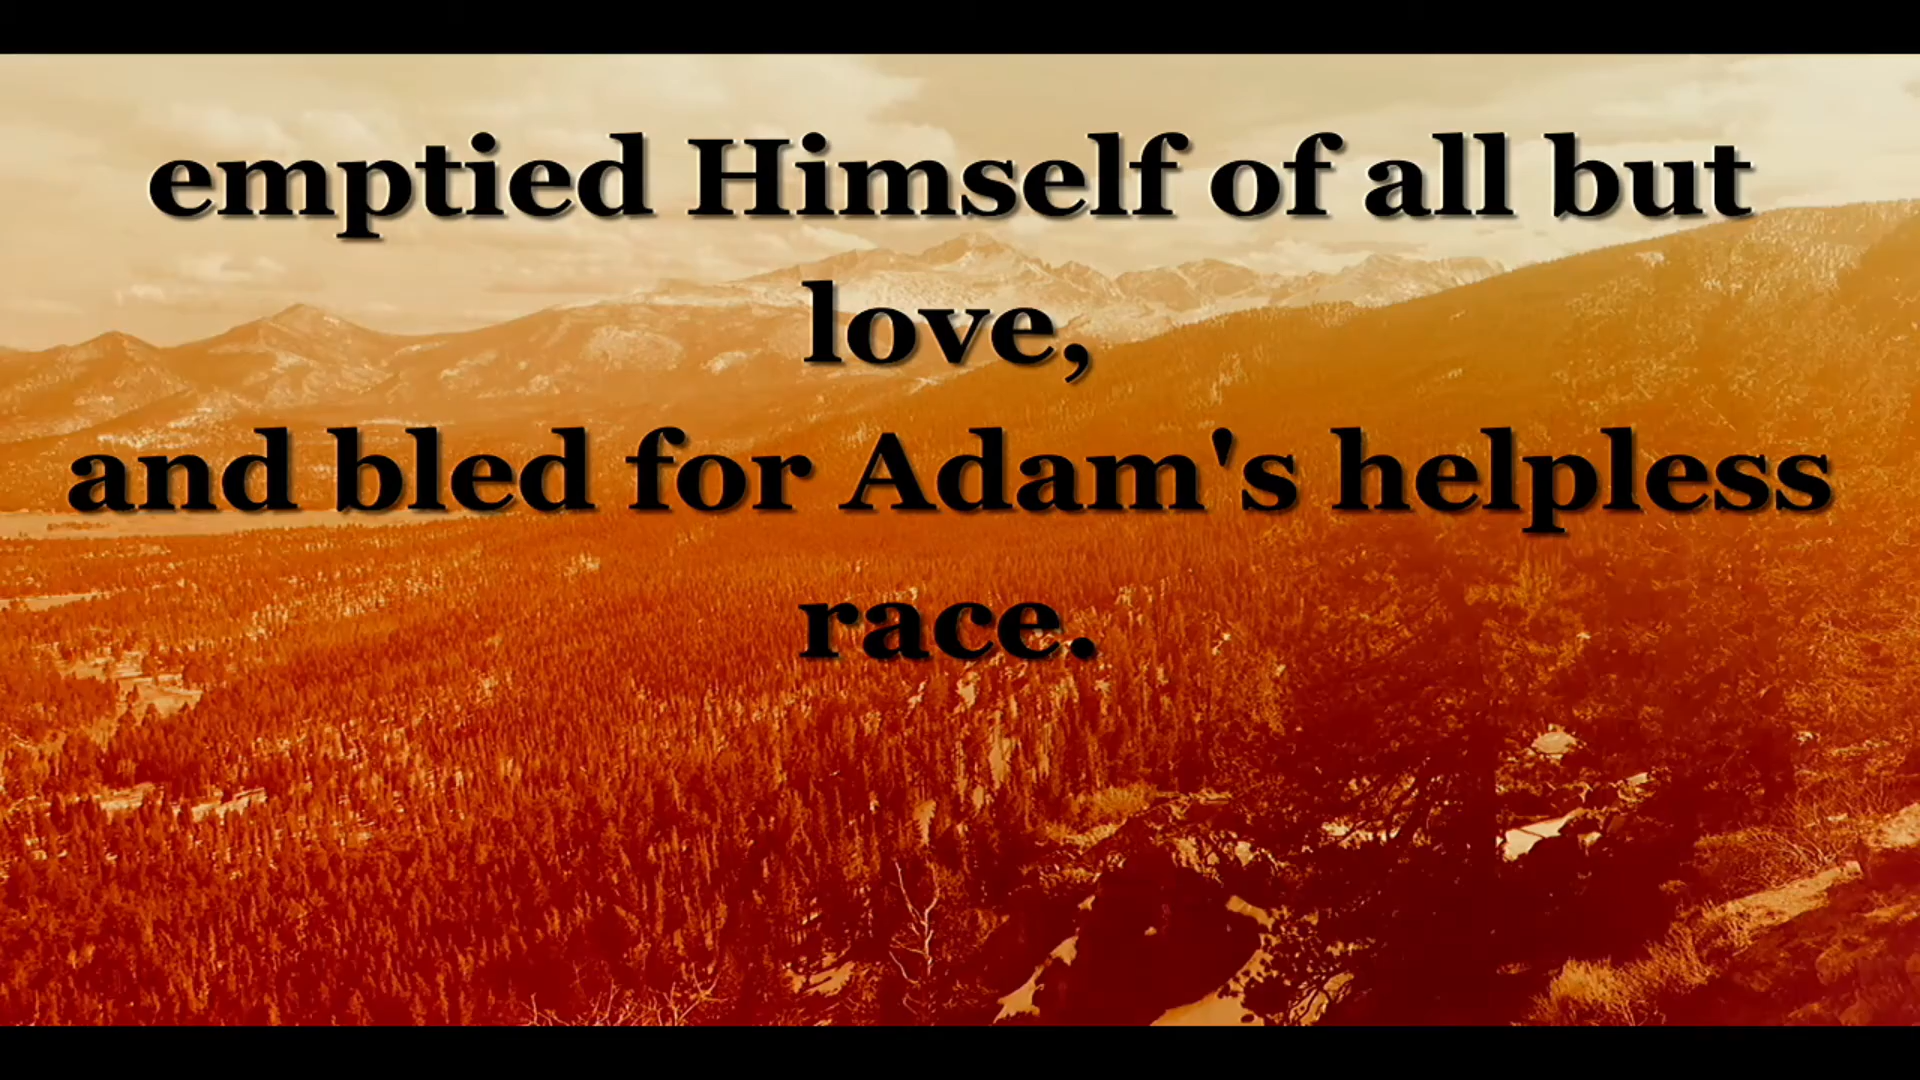 emptied Himself of all but
love,
and bled for Adam's helpless
race.